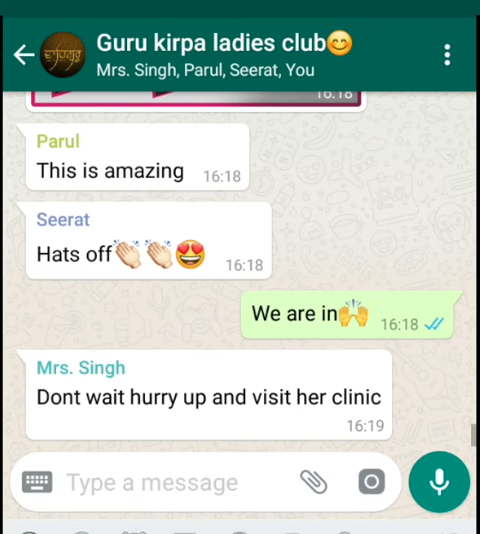 Guru kirpa ladies club😊
Mrs. Singh, Parul, Seerat, You
16:18
Parul
This is amazing 16:18
Seerat
Hats off👏🏻👏🏻😍 16:18
We are in🙌 16:18
Mrs. Singh
Dont wait hurry up and visit her clinic
16:19
Type a message